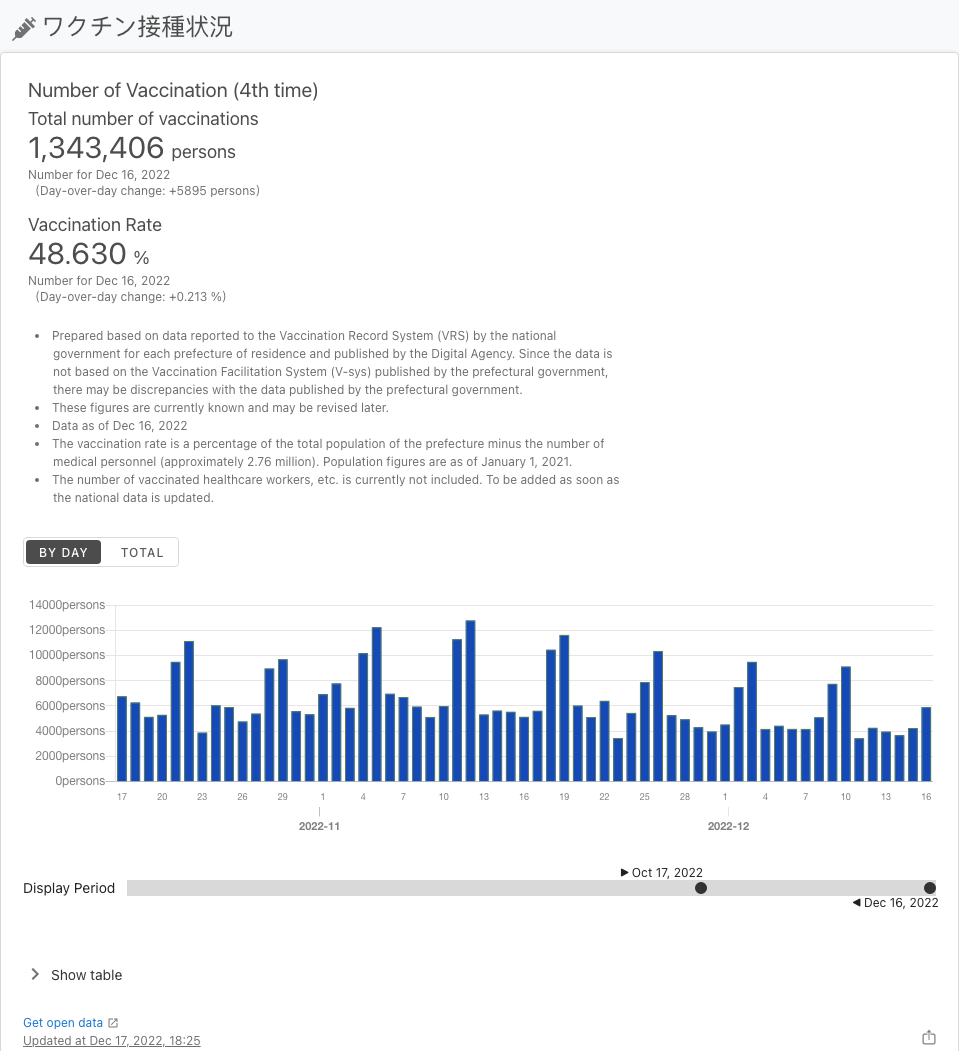 ワクチン接種状況
Number of Vaccination (4th time)
Total number of vaccinations
1,343,406 persons
Number for Dec 16, 2022
(Day-over-day change: +5895 persons)
Vaccination Rate
48.630 %
Number for Dec 16, 2022
(Day-over-day change: +0.213 %)
• Prepared based on data reported to the Vaccination Record System (VRS) by the national
government for each prefecture of residence and published by the Digital Agency. Since the data is
not based on the Vaccination Facilitation System (V-sys) published by the prefectural government,
there may be discrepancies with the data published by the prefectural government.
• These figures are currently known and may be revised later.
• Data as of Dec 16, 2022
• The vaccination rate is a percentage of the total population of the prefecture minus the number of
medical personnel (approximately 2.76 million). Population figures are as of January 1, 2021.
• The number of vaccinated healthcare workers, etc. is currently not included. To be added as soon as
the national data is updated.
BY DAY TOTAL
14000persons
12000persons
10000persons
8000persons
6000persons
4000persons
2000persons
0persons
17 20 23 26 29 1 4 7 10 13 16 19 22 25 28 1 4 7 10 13 16
2022-11 2022-12
Oct 17, 2022
Display Period
Dec 16, 2022
Show table
Get open data
Updated at Dec 17, 2022, 18:25